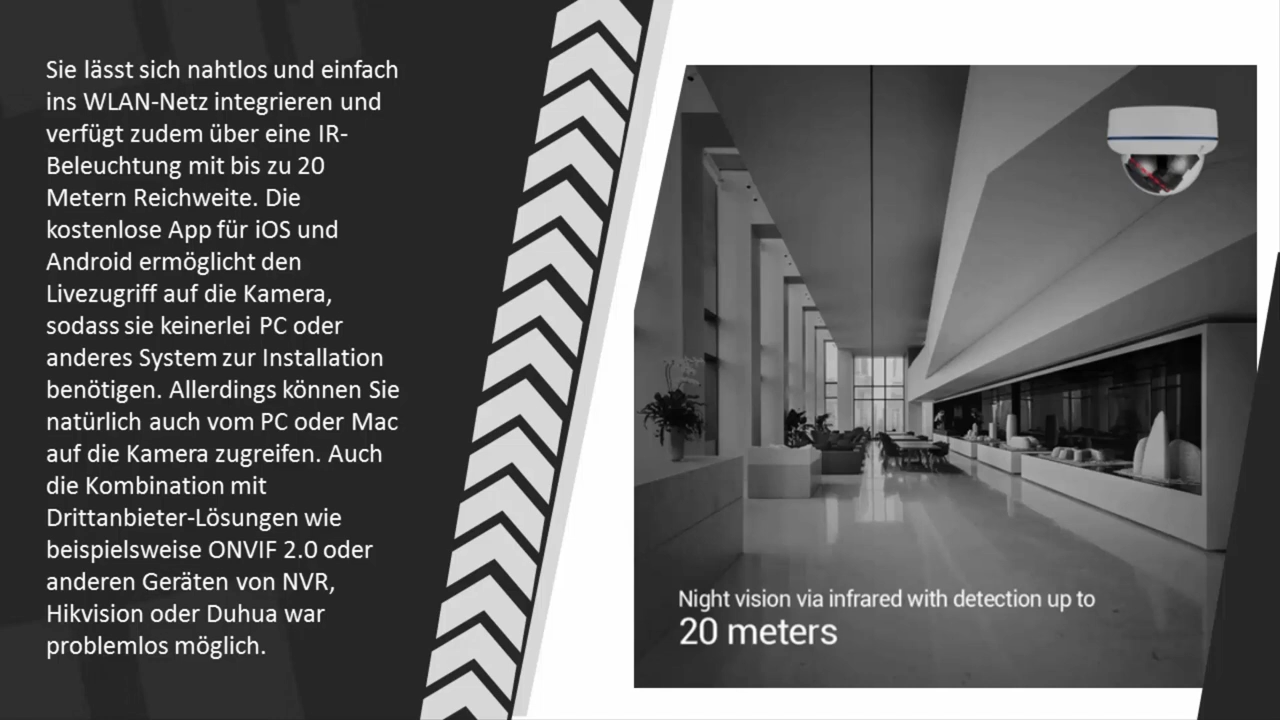 Sie lässt sich nahtlos und einfach
ins WLAN-Netz integrieren und
verfügt zudem über eine IR-
Beleuchtung mit bis zu 20
Metern Reichweite. Die
kostenlose App für iOS und
Android ermöglicht den
Livezugriff auf die Kamera,
sodass sie keinerlei PC oder
anderes System zur Installation
benötigen. Allerdings können Sie
natürlich auch vom PC oder Mac
auf die Kamera zugreifen. Auch
die Kombination mit
Drittanbieter-Lösungen wie
beispielsweise ONVIF 2.0 oder
anderen Geräten von NVR,
Hikvision oder Duhua war
problemlos möglich.
Night vision via infrared with detection up to
20 meters